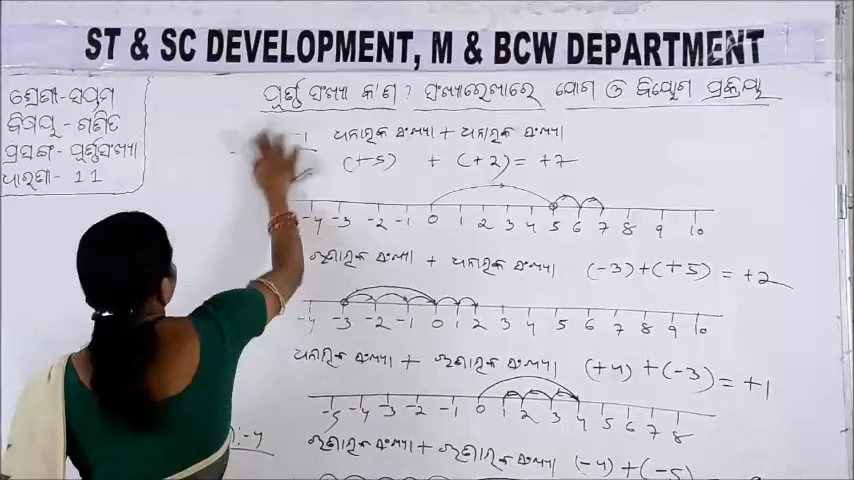 ST & SC DEVELOPMENT, M & BCW DEPARTMENT
ଶ୍ରେଣୀ-ସପ୍ତମ
ବିଷୟ - ଗଣିତ
ପ୍ରସଙ୍ଗ- ପୂର୍ଣ୍ଣସଂଖ୍ୟା
ପୂର୍ଣ୍ଣ ସଂଖ୍ୟା କ'ଣ? ସଂଖ୍ୟାରେଖାରେ ଯୋଗ ଓ ବିୟୋଗ ପ୍ରକ୍ରିୟା
-1 ଧନାତ୍ମକ ସଂଖ୍ୟା + ଧନାତ୍ମକ ସଂଖ୍ୟା
(+5) + (+2) = +7
-4 -3 -2 -1 0 1 2 3 4 5 6 7 8 9 10
ଋଣାତ୍ମକ ସଂଖ୍ୟା + ଧନାତ୍ମକ ସଂଖ୍ୟା (-3)+(+5) = +2
-4 -3 -2 -1 0 1 2 3 4 5 6 7 8 9 10
ଧନାତ୍ମକ ସଂଖ୍ୟା + ଋଣାତ୍ମକ ସଂଖ୍ୟା (+4) + (-3) = +1
-5 -4 -3 -2 -1 0 1 2 3 4 5 6 7 8
:-4 ଋଣାତ୍ମକ ସଂଖ୍ୟା + ଋଣାତ୍ମକ ସଂଖ୍ୟା (-4) + (-5)